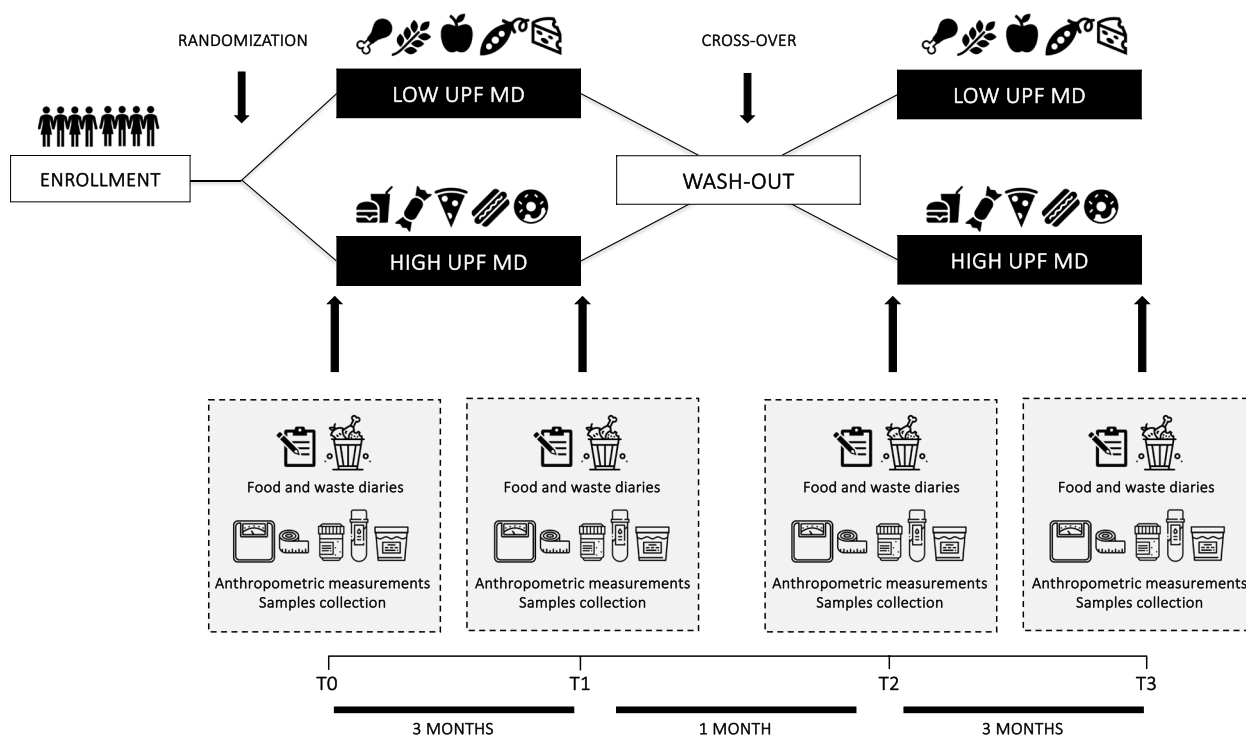 RANDOMIZATION
CROSS-OVER
LOW UPF MD
LOW UPF MD
ENROLLMENT
WASH-OUT
HIGH UPF MD
HIGH UPF MD
Food and waste diaries
Anthropometric measurements
Samples collection
Food and waste diaries
Anthropometric measurements
Samples collection
Food and waste diaries
Anthropometric measurements
Samples collection
Food and waste diaries
Anthropometric measurements
Samples collection
T0
T1
T2
T3
3 MONTHS
1 MONTH
3 MONTHS